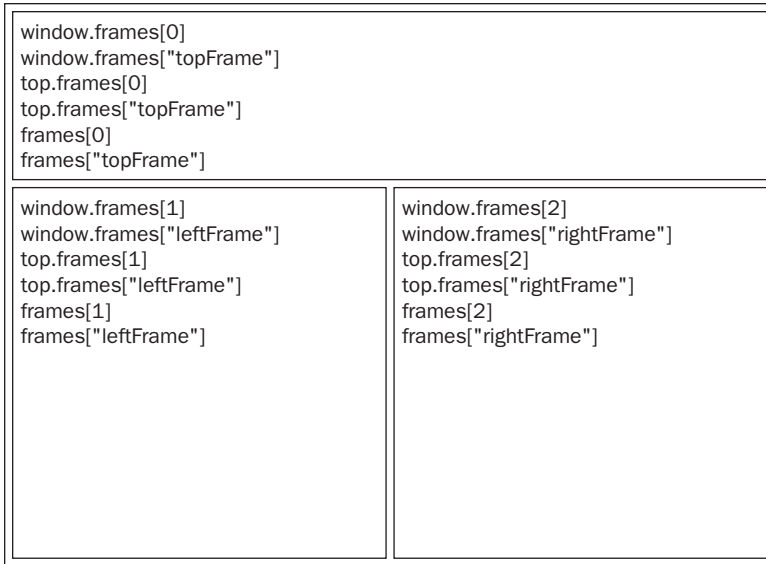 window.frames[0]
window.frames["topFrame"]
top.frames[0]
top.frames["topFrame"]
frames[0]
frames["topFrame"]
window.frames[1]
window.frames["leftFrame"]
top.frames[1]
top.frames["leftFrame"]
frames[1]
frames["leftFrame"]
window.frames[2]
window.frames["rightFrame"]
top.frames[2]
top.frames["rightFrame"]
frames[2]
frames["rightFrame"]